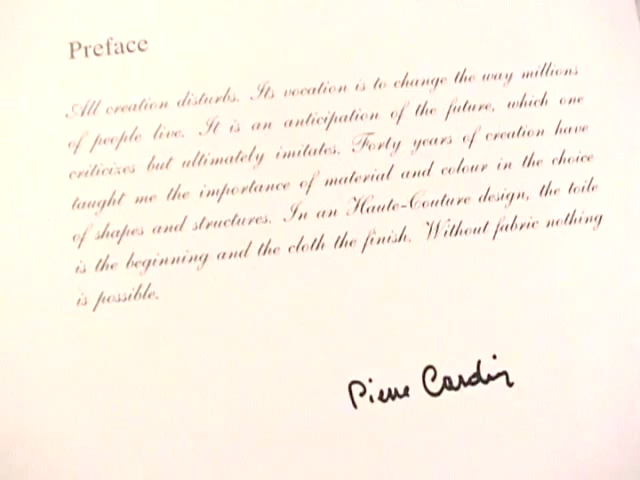 Preface
All creation disturbs. Its vocation is to change the way millions
of people live. It is an anticipation of the future, which one
criticizes but ultimately imitates. Forty years of creation have
taught me the importance of material and colour in the choice
of shapes and structures. In an Haute-Couture design, the toile
is the beginning and the cloth the finish. Without fabric nothing
is possible.
Pierre Cardin